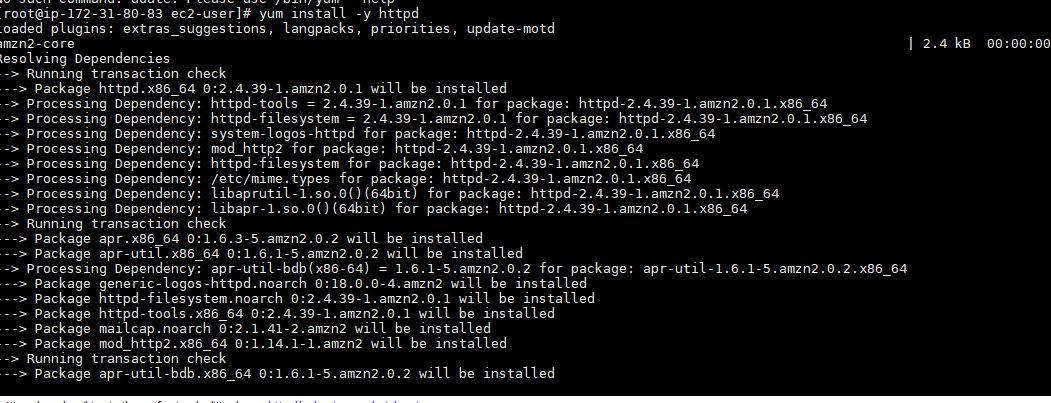 No such command: udate. Please use /bin/yum --help
[root@ip-172-31-80-83 ec2-user]# yum install -y httpd
Loaded plugins: extras_suggestions, langpacks, priorities, update-motd
amzn2-core | 2.4 kB 00:00:00
Resolving Dependencies
--> Running transaction check
---> Package httpd.x86_64 0:2.4.39-1.amzn2.0.1 will be installed
--> Processing Dependency: httpd-tools = 2.4.39-1.amzn2.0.1 for package: httpd-2.4.39-1.amzn2.0.1.x86_64
--> Processing Dependency: httpd-filesystem = 2.4.39-1.amzn2.0.1 for package: httpd-2.4.39-1.amzn2.0.1.x86_64
--> Processing Dependency: system-logos-httpd for package: httpd-2.4.39-1.amzn2.0.1.x86_64
--> Processing Dependency: mod_http2 for package: httpd-2.4.39-1.amzn2.0.1.x86_64
--> Processing Dependency: httpd-filesystem for package: httpd-2.4.39-1.amzn2.0.1.x86_64
--> Processing Dependency: /etc/mime.types for package: httpd-2.4.39-1.amzn2.0.1.x86_64
--> Processing Dependency: libaprutil-1.so.0()(64bit) for package: httpd-2.4.39-1.amzn2.0.1.x86_64
--> Processing Dependency: libapr-1.so.0()(64bit) for package: httpd-2.4.39-1.amzn2.0.1.x86_64
--> Running transaction check
---> Package apr.x86_64 0:1.6.3-5.amzn2.0.2 will be installed
---> Package apr-util.x86_64 0:1.6.1-5.amzn2.0.2 will be installed
--> Processing Dependency: apr-util-bdb(x86-64) = 1.6.1-5.amzn2.0.2 for package: apr-util-1.6.1-5.amzn2.0.2.x86_64
---> Package generic-logos-httpd.noarch 0:18.0.0-4.amzn2 will be installed
---> Package httpd-filesystem.noarch 0:2.4.39-1.amzn2.0.1 will be installed
---> Package httpd-tools.x86_64 0:2.4.39-1.amzn2.0.1 will be installed
---> Package mailcap.noarch 0:2.1.41-2.amzn2 will be installed
---> Package mod_http2.x86_64 0:1.14.1-1.amzn2 will be installed
--> Running transaction check
---> Package apr-util-bdb.x86_64 0:1.6.1-5.amzn2.0.2 will be installed